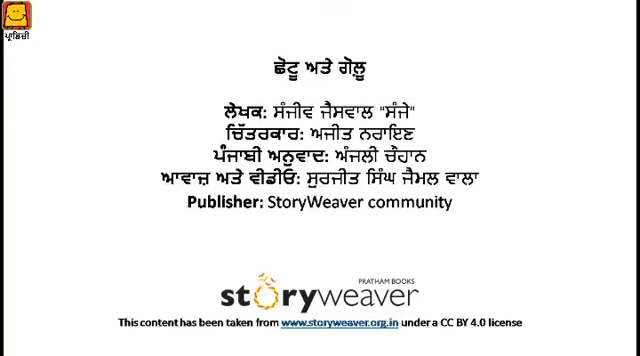 ਪ੍ਰਾਡਿਜੀ
ਛੋਟੂ ਅਤੇ ਗੋਲੂ
ਲੇਖਕ: ਸੰਜੀਵ ਜੈਸਵਾਲ "ਸੰਜੇ"
ਚਿੱਤਰਕਾਰ: ਅਜੀਤ ਨਰਾਇਣ
ਪੰਜਾਬੀ ਅਨੁਵਾਦ: ਅੰਜਲੀ ਚੌਹਾਨ
ਆਵਾਜ਼ ਅਤੇ ਵੀਡੀਓ: ਸੁਰਜੀਤ ਸਿੰਘ ਜੈਮਲ ਵਾਲਾ
Publisher: StoryWeaver community
PRATHAM BOOKS
storyweaver
This content has been taken from www.storyweaver.org.in under a CC BY 4.0 license